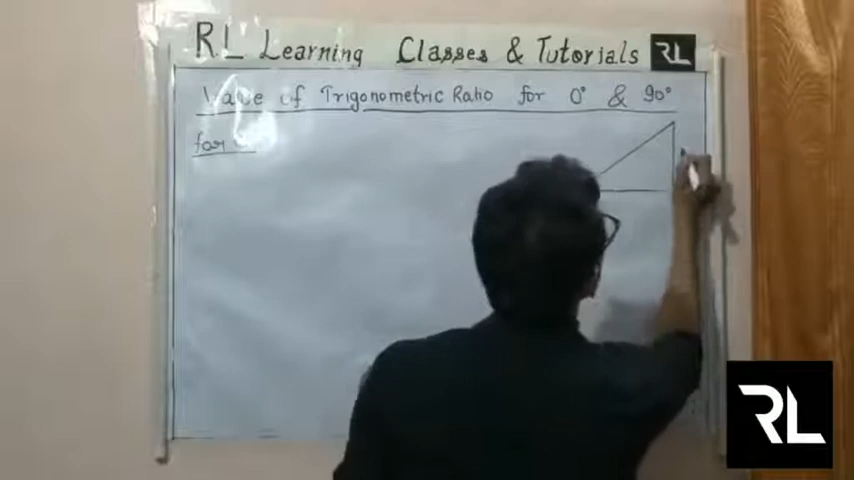 RL Learning Classes & Tutorials RL
Value of Trigonometric Ratio for 0° & 90°
for
RL